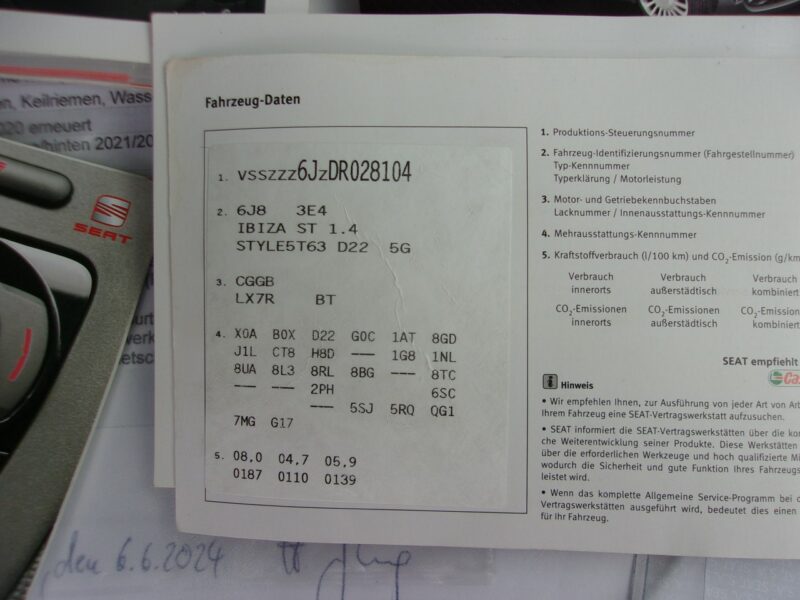 en, Keilriemen, Wass
020 erneuert
/hinten 2021/20
SEAT
Fahrzeug-Daten
1. VSSZZZ6JZDR028104
2. 6J8 3E4
IBIZA ST 1.4
STYLE5T63 D22 5G
3. CGGB
LX7R BT
4. X0A B0X D22 G0C 1AT 8GD
J1L CT8 H8D --- 1G8 1NL
8UA 8L3 8RL 8BG --- 8TC
--- --- 2PH 6SC
--- 5SJ 5RQ QG1
7MG G17
5. 08,0 04,7 05,9
0187 0110 0139
1. Produktions-Steuerungsnummer
2. Fahrzeug-Identifizierungsnummer (Fahrgestellnummer)
Typ-Kennnummer
Typerklärung / Motorleistung
3. Motor- und Getriebekennbuchstaben
Lacknummer / Innenausstattungs-Kennnummer
4. Mehrausstattungs-Kennnummer
5. Kraftstoffverbrauch (l/100 km) und CO2-Emission (g/km
Verbrauch Verbrauch Verbrauch
innerorts außerstädtisch kombiniert
CO2-Emissionen CO2-Emissionen CO2-Emission
innerorts außerstädtisch kombiniert
SEAT empfiehlt
Cas
i Hinweis
• Wir empfehlen Ihnen, zur Ausführung von jeder Art von Art
Ihrem Fahrzeug eine SEAT-Vertragswerkstatt aufzusuchen.
• SEAT informiert die SEAT-Vertragswerkstätten über die kon
che Weiterentwicklung seiner Produkte. Diese Werkstätten
über die erforderlichen Werkzeuge und hoch qualifizierte Mi
wodurch die Sicherheit und gute Funktion Ihres Fahrzeugs
leistet wird.
• Wenn das komplette Allgemeine Service-Programm bei d
Vertragswerkstätten ausgeführt wird, bedeutet dies einen
für Ihr Fahrzeug.
den 6.6.2024